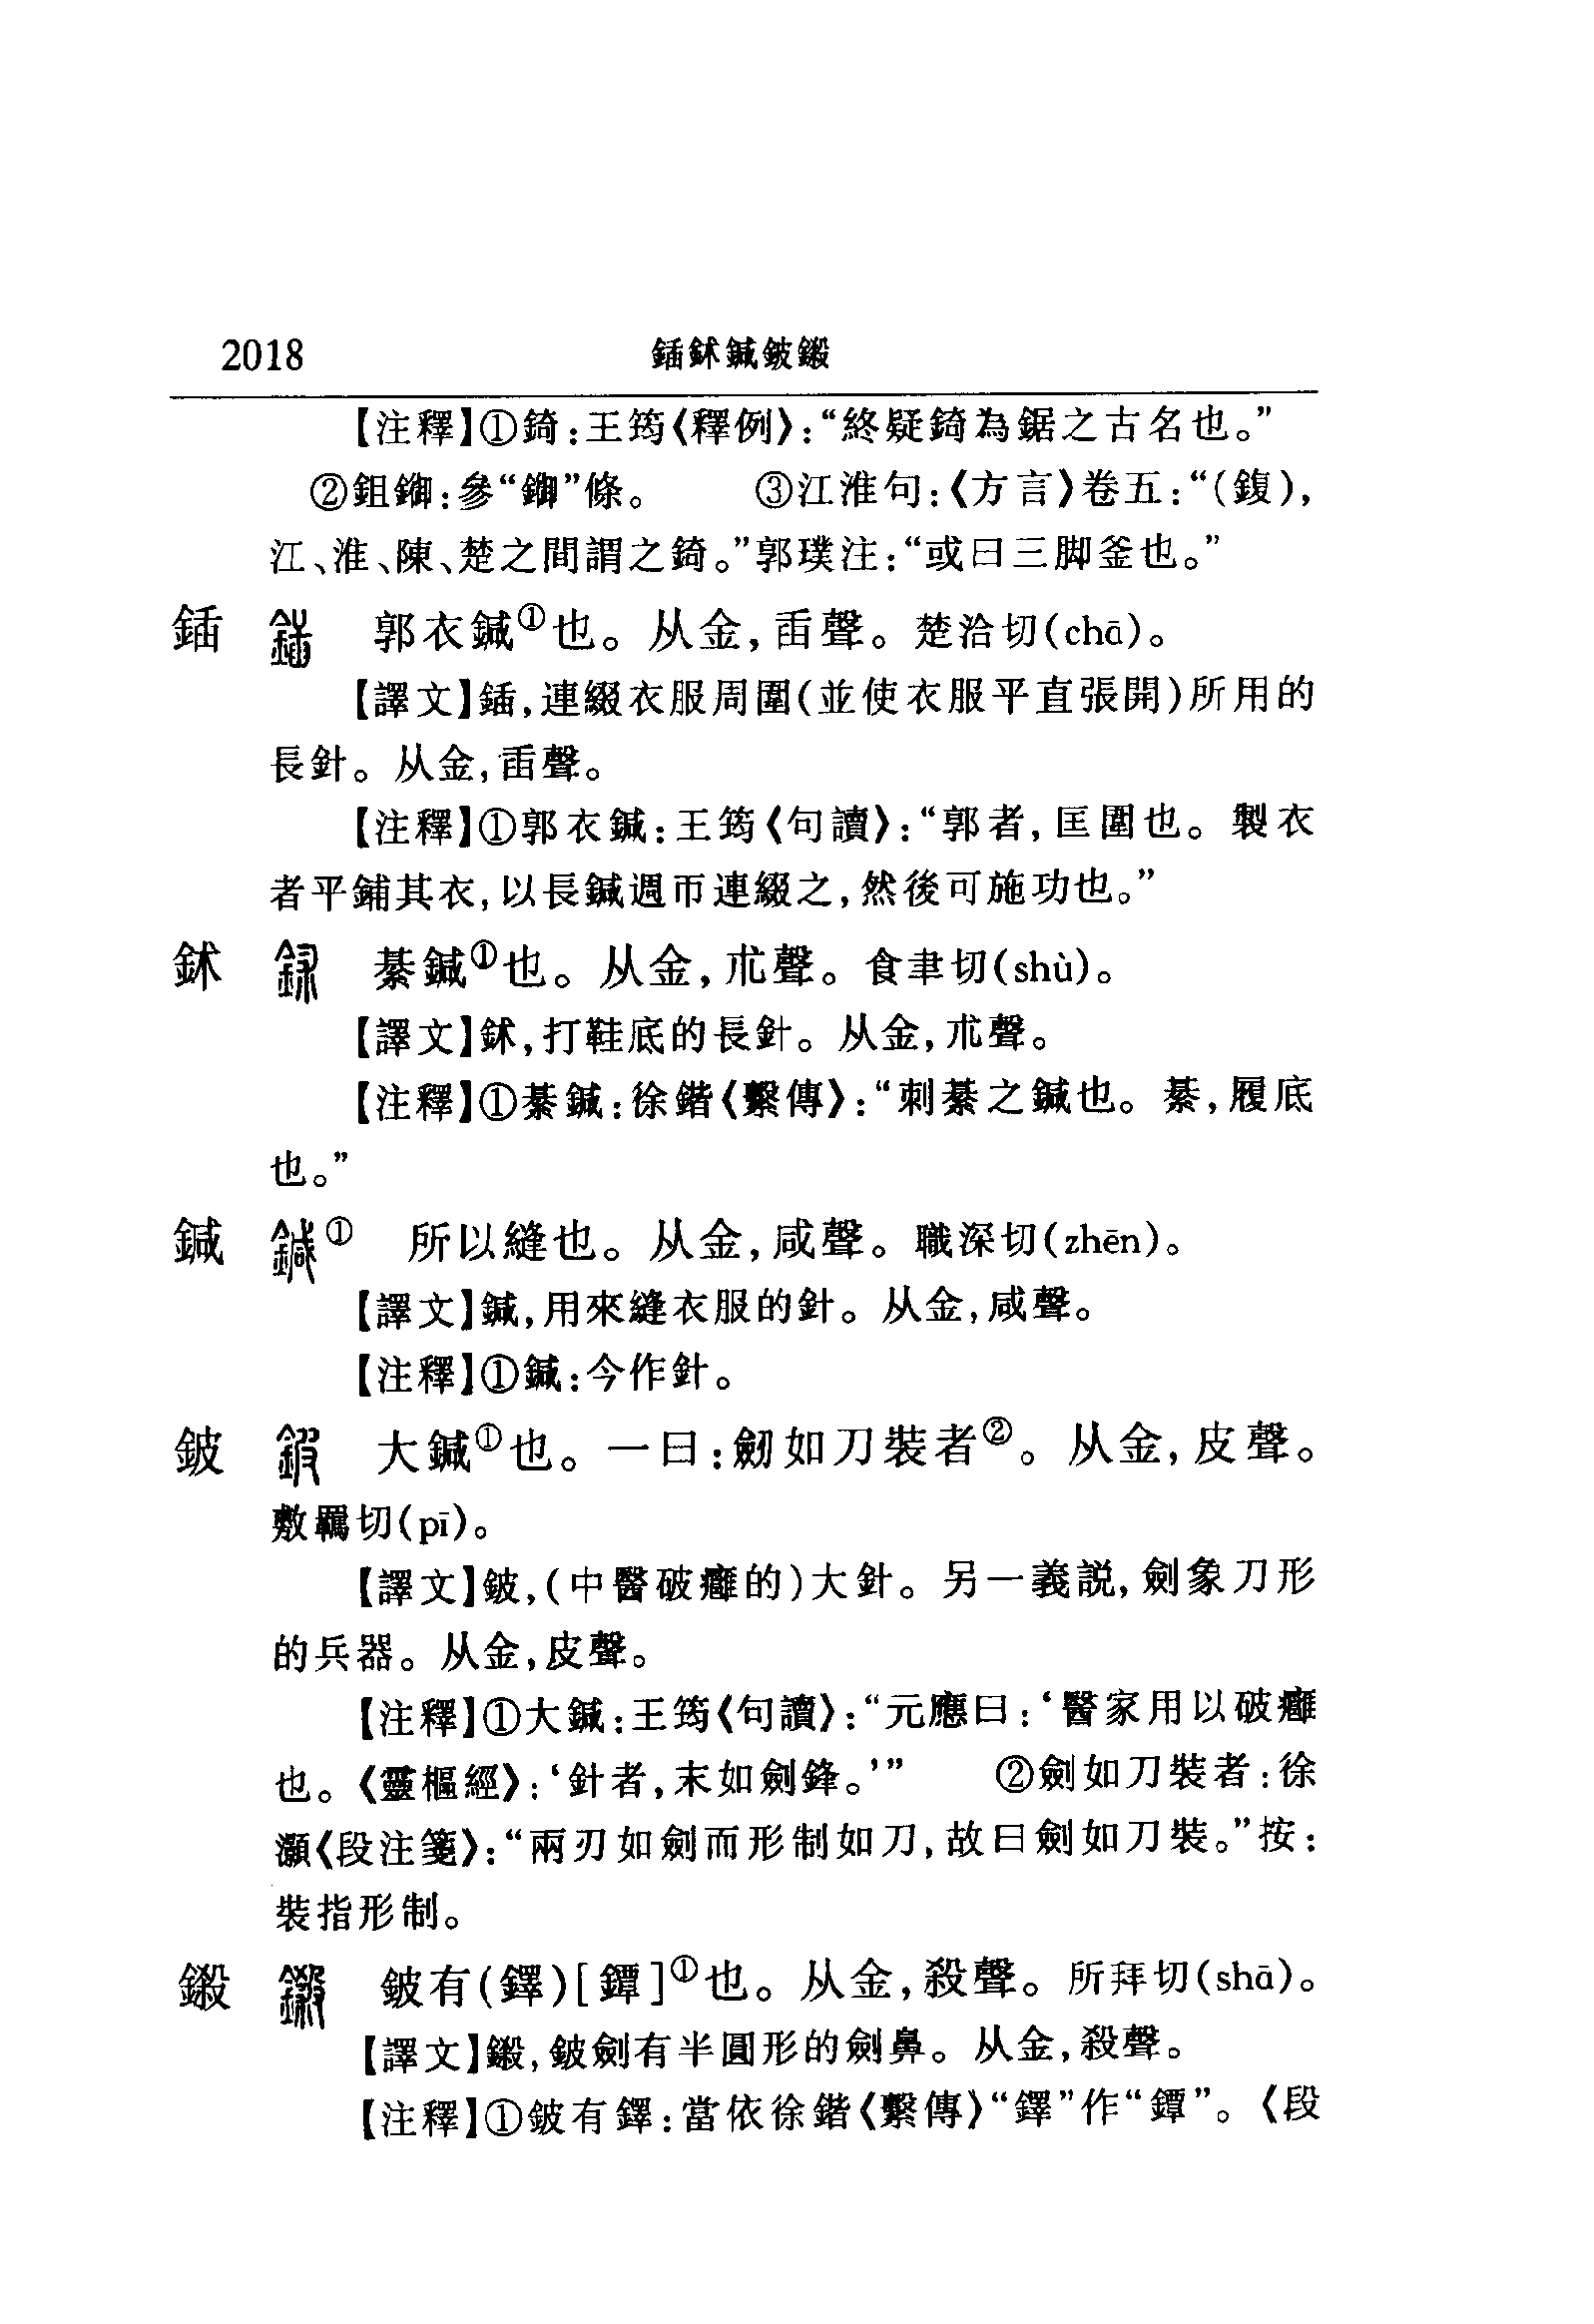 2018 鍤鉥鍼鈹鎩
【注釋】①錡：王筠《釋例》：“終疑錡為鋸之古名也。”
②鉏䥏：參“䥏”條。 ③江淮句：《方言》卷五：“(鍑)，
江、淮、陳、楚之間謂之錡。”郭璞注：“或曰三脚釜也。”
鍤 郭衣鍼①也。从金，臿聲。楚洽切(chā)。
【譯文】鍤，連綴衣服周圍(並使衣服平直張開)所用的
長針。从金，臿聲。
【注釋】①郭衣鍼：王筠《句讀》：“郭者，匡圍也。製衣
者平鋪其衣，以長鍼週帀連綴之，然後可施功也。”
鉥 綦鍼①也。从金，朮聲。食聿切(shù)。
【譯文】鉥，打鞋底的長針。从金，朮聲。
【注釋】①綦鍼：徐鍇《繫傳》：“刺綦之鍼也。綦，履底
也。”
鍼 ① 所以縫也。从金，咸聲。職深切(zhēn)。
【譯文】鍼，用來縫衣服的針。从金，咸聲。
【注釋】①鍼：今作針。
鈹 大鍼①也。一曰：劒如刀裝者②。从金，皮聲。
敷羈切(pī)。
【譯文】鈹，(中醫破癰的)大針。另一義説，劍象刀形
的兵器。从金，皮聲。
【注釋】①大鍼：王筠《句讀》：“元應曰：‘醫家用以破癰
也。《靈樞經》：‘針者，末如劍鋒。’” ②劍如刀裝者：徐
灝《段注箋》：“兩刃如劍而形制如刀，故曰劍如刀裝。”按：
裝指形制。
鎩 鈹有(鐸)[鐔]①也。从金，殺聲。所拜切(shā)。
【譯文】鎩，鈹劍有半圓形的劍鼻。从金，殺聲。
【注釋】①鈹有鐸：當依徐鍇《繫傳》“鐸”作“鐔”。《段